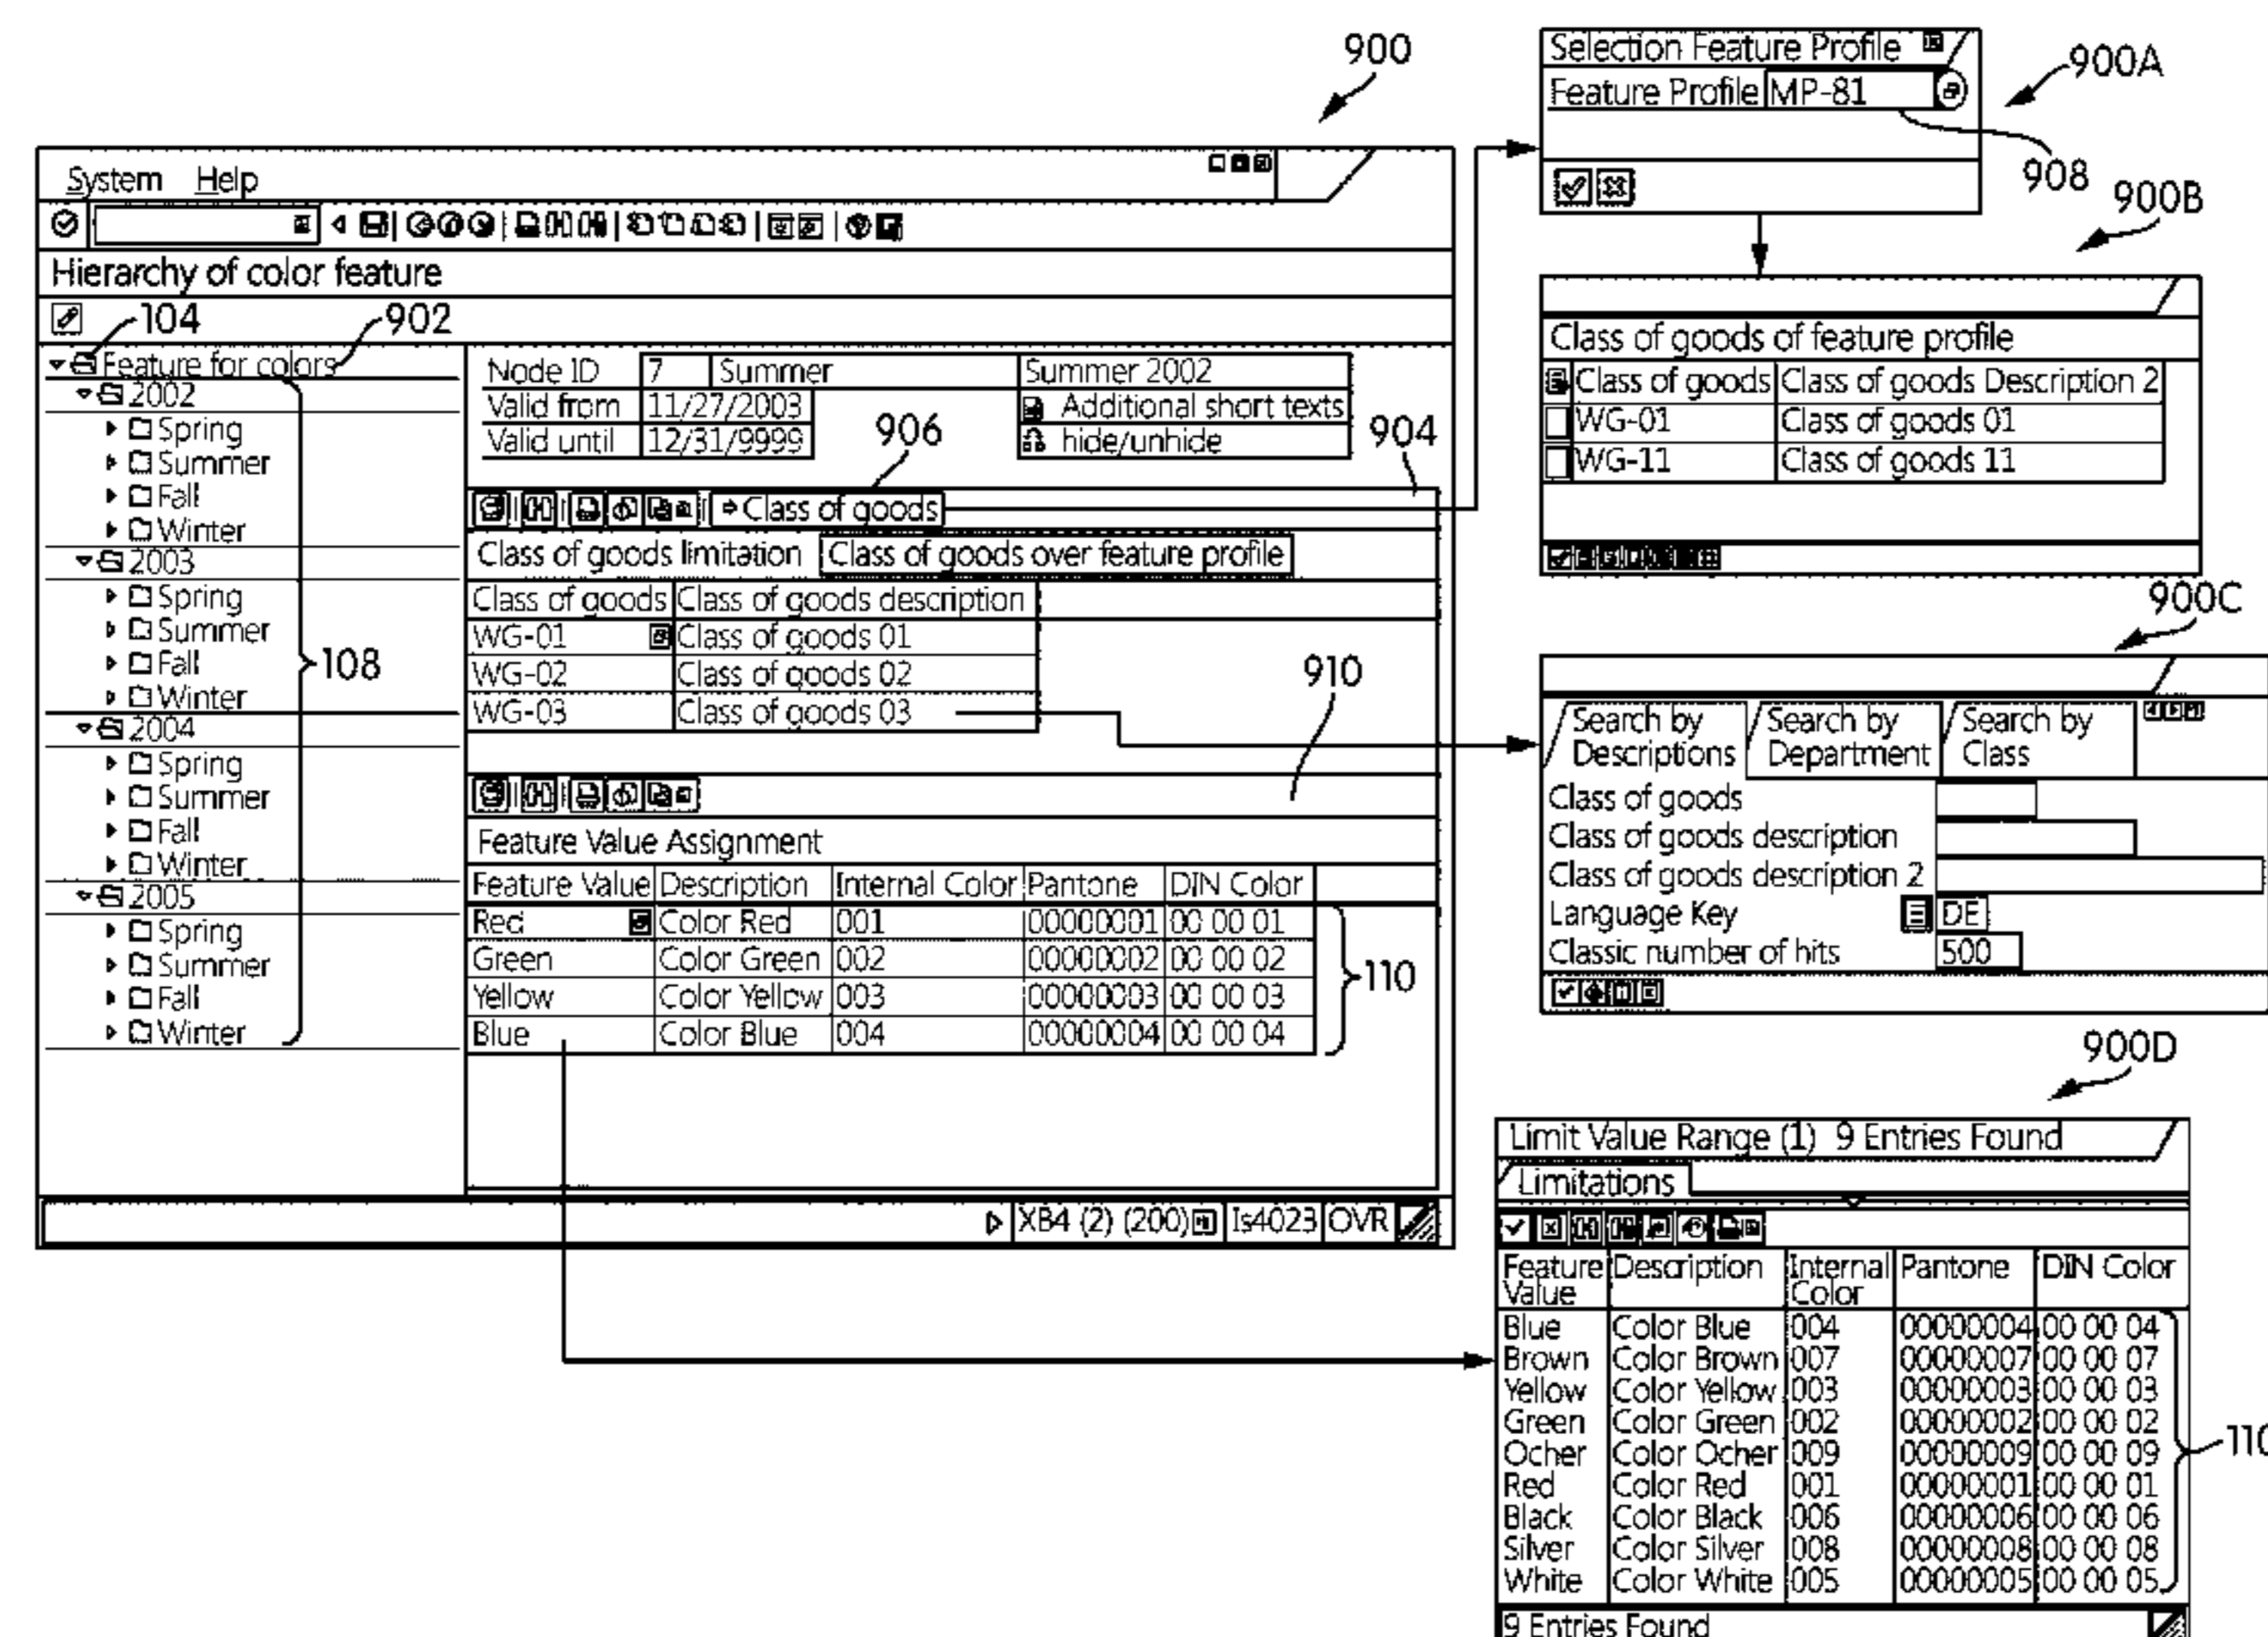 900
System Help
Hierarchy of color feature
104
902
Feature for colors
2002
Spring
Summer
Fall
Winter
2003
Spring
Summer
Fall
Winter
2004
Spring
Summer
Fall
Winter
2005
Spring
Summer
Fall
Winter
108
Node ID 7 Summer Summer 2002
Valid from 11/27/2003 Additional short texts
Valid until 12/31/9999 hide/unhide
906
904
Class of goods
Class of goods limitation Class of goods over feature profile
Class of goods Class of goods description
WG-01 Class of goods 01
WG-02 Class of goods 02
WG-03 Class of goods 03
910
Feature Value Assignment
Feature Value Description Internal Color Pantone DIN Color
Red Color Red 001 00000001 00 00 01
Green Color Green 002 00000002 00 00 02
Yellow Color Yellow 003 00000003 00 00 03
Blue Color Blue 004 00000004 00 00 04
110
XB4 (2) (200) Is4023 OVR
900A
Selection Feature Profile
Feature Profile MP-81
908
900B
Class of goods of feature profile
Class of goods Class of goods Description 2
WG-01 Class of goods 01
WG-11 Class of goods 11
900C
Search by Descriptions
Search by Department
Search by Class
Class of goods
Class of goods description
Class of goods description 2
Language Key DE
Classic number of hits 500
900D
Limit Value Range (1) 9 Entries Found
Limitations
Feature Value Description Internal Color Pantone DIN Color
Blue Color Blue 004 00000004 00 00 04
Brown Color Brown 007 00000007 00 00 07
Yellow Color Yellow 003 00000003 00 00 03
Green Color Green 002 00000002 00 00 02
Ocher Color Ocher 009 00000009 00 00 09
Red Color Red 001 00000001 00 00 01
Black Color Black 006 00000006 00 00 06
Silver Color Silver 008 00000008 00 00 08
White Color White 005 00000005 00 00 05
110
9 Entries Found